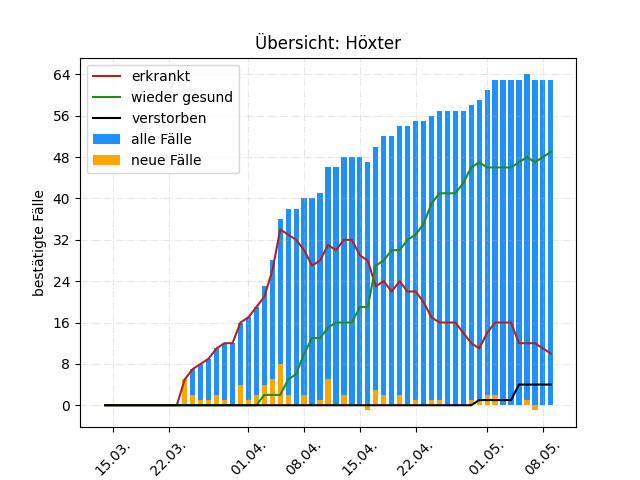 Übersicht: Höxter
erkrankt
wieder gesund
verstorben
alle Fälle
neue Fälle
bestätigte Fälle
64
56
48
40
32
24
16
8
0
15.03.
22.03.
01.04.
08.04.
15.04.
22.04.
01.05.
08.05.